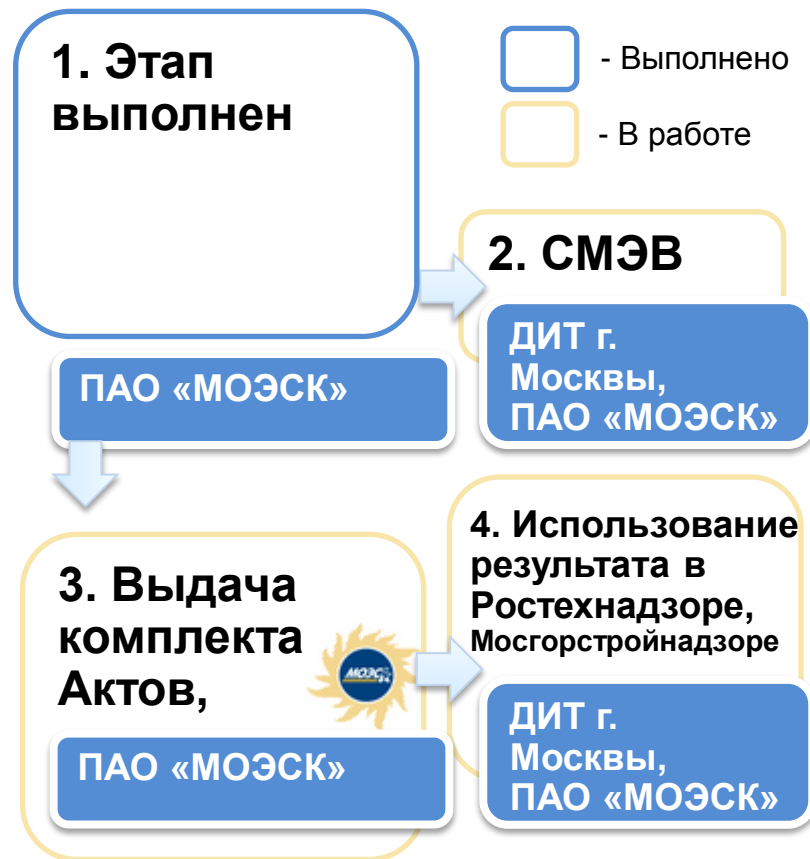 1. Этап
выполнен
- Выполнено
- В работе
ПАО «МОЭСК»
2. СМЭВ
ДИТ г.
Москвы,
ПАО «МОЭСК»
3. Выдача
комплекта
Актов,
МОЭСК
ПАО «МОЭСК»
4. Использование
результата в
Ростехнадзоре,
Мосгорстройнадзоре
ДИТ г.
Москвы,
ПАО «МОЭСК»